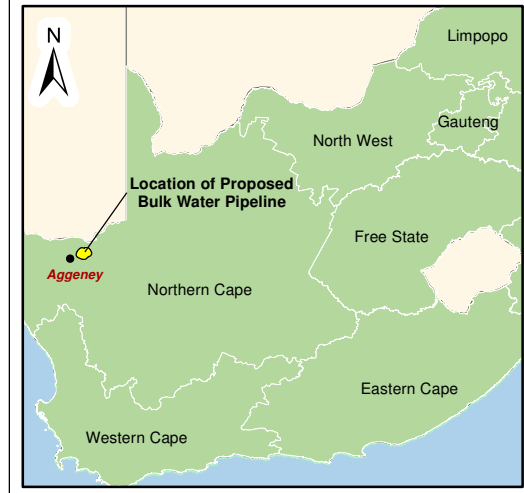 N
Limpopo
Gauteng
North West
Location of Proposed
Bulk Water Pipeline
Free State
Aggeney
Northern Cape
Eastern Cape
Western Cape